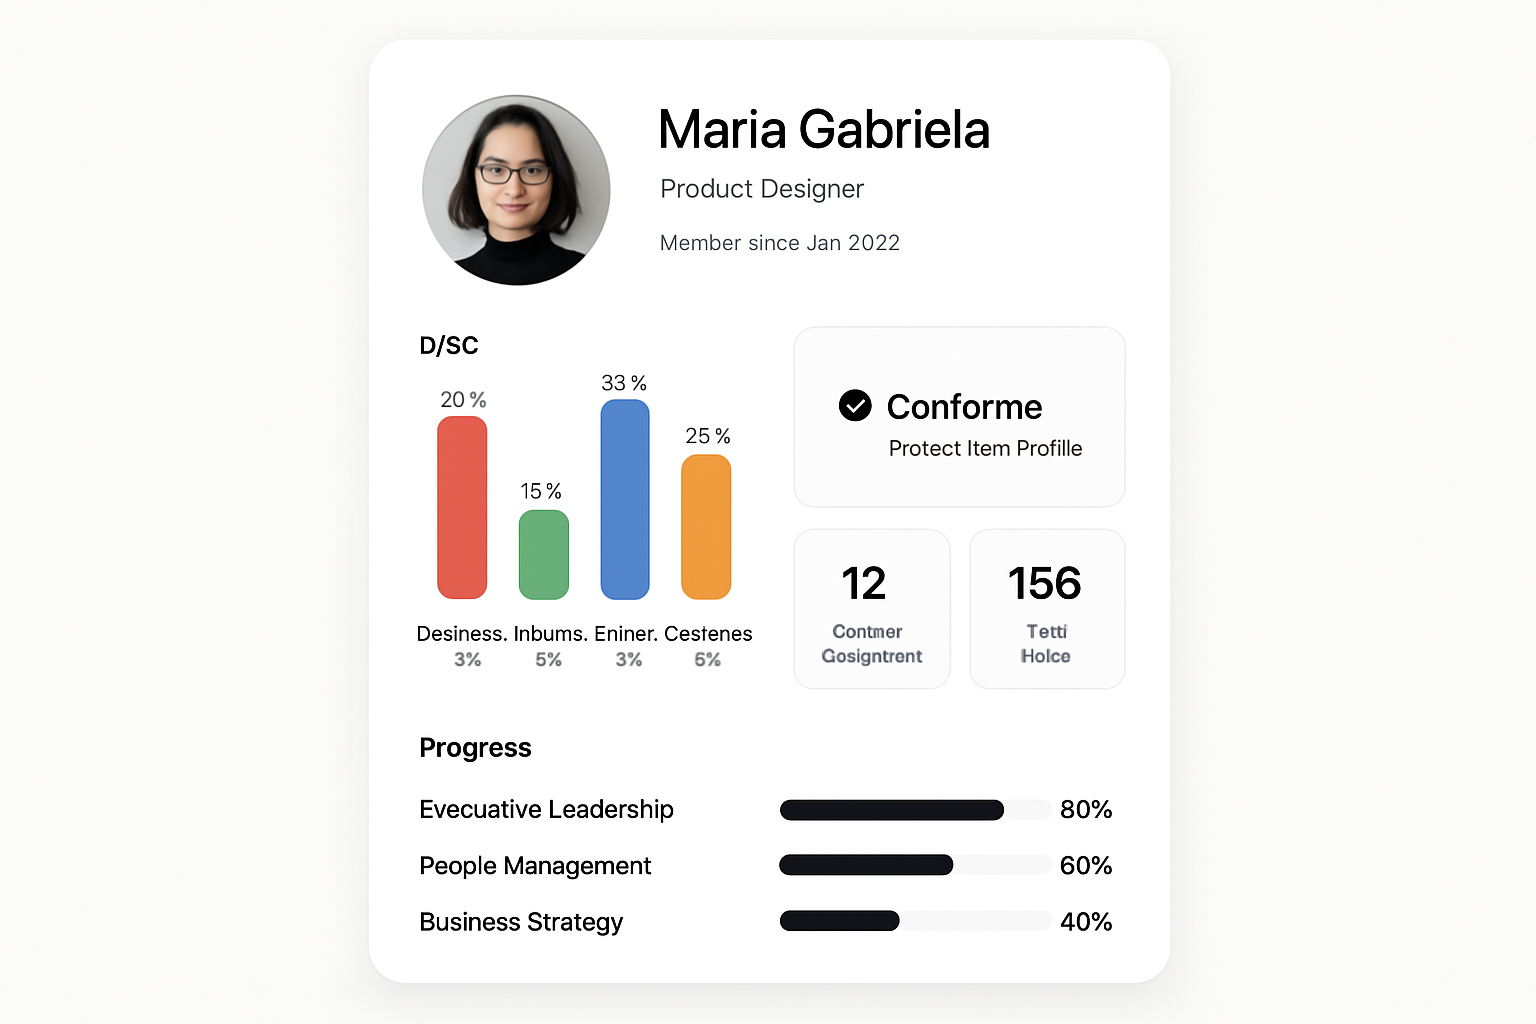 Maria Gabriela
Product Designer
Member since Jan 2022
D/SC
20 %
15 %
33 %
25 %
Desiness. Inbums. Eniner. Cestenes
3% 5% 3% 6%
Conforme
Protect Item Profille
12
Contmer
Gosigntrent
156
Tetti
Holce
Progress
Evecuative Leadership 80%
People Management 60%
Business Strategy 40%